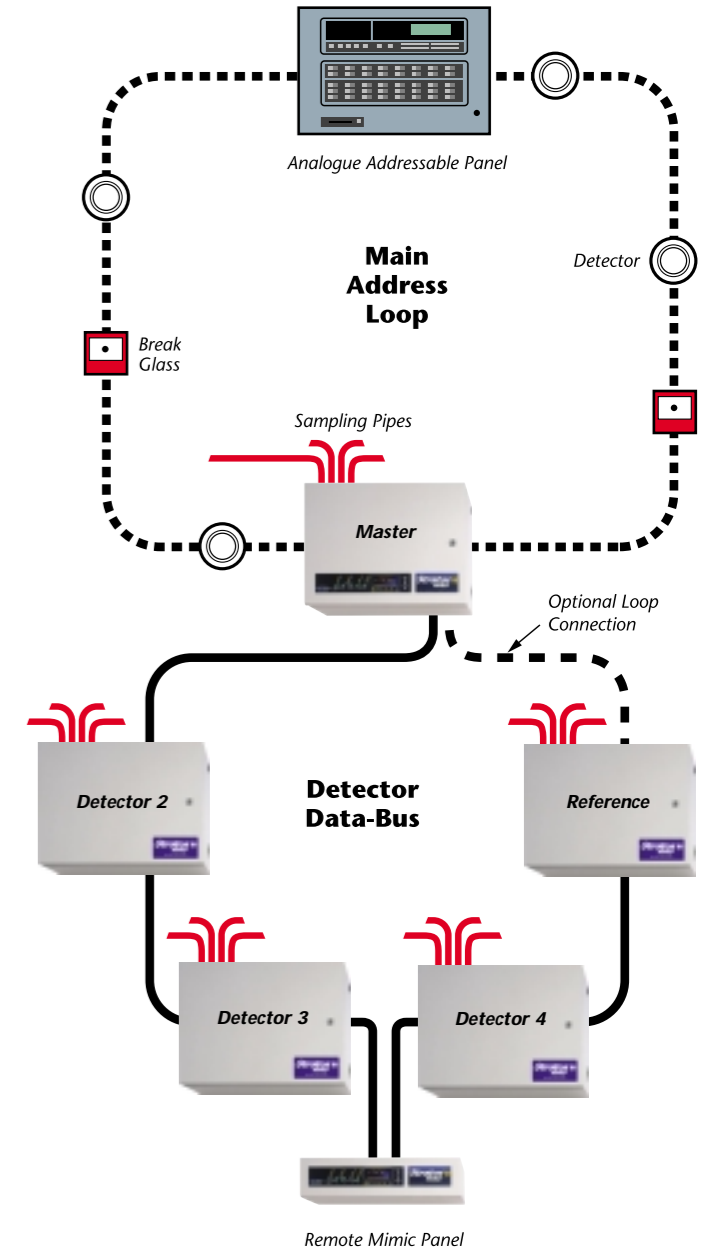 Analogue Addressable Panel
Main
Address
Loop
Detector
Break
Glass
Sampling Pipes
Master
Optional Loop
Connection
Detector 2
Detector
Data-Bus
Reference
Detector 3
Detector 4
Remote Mimic Panel